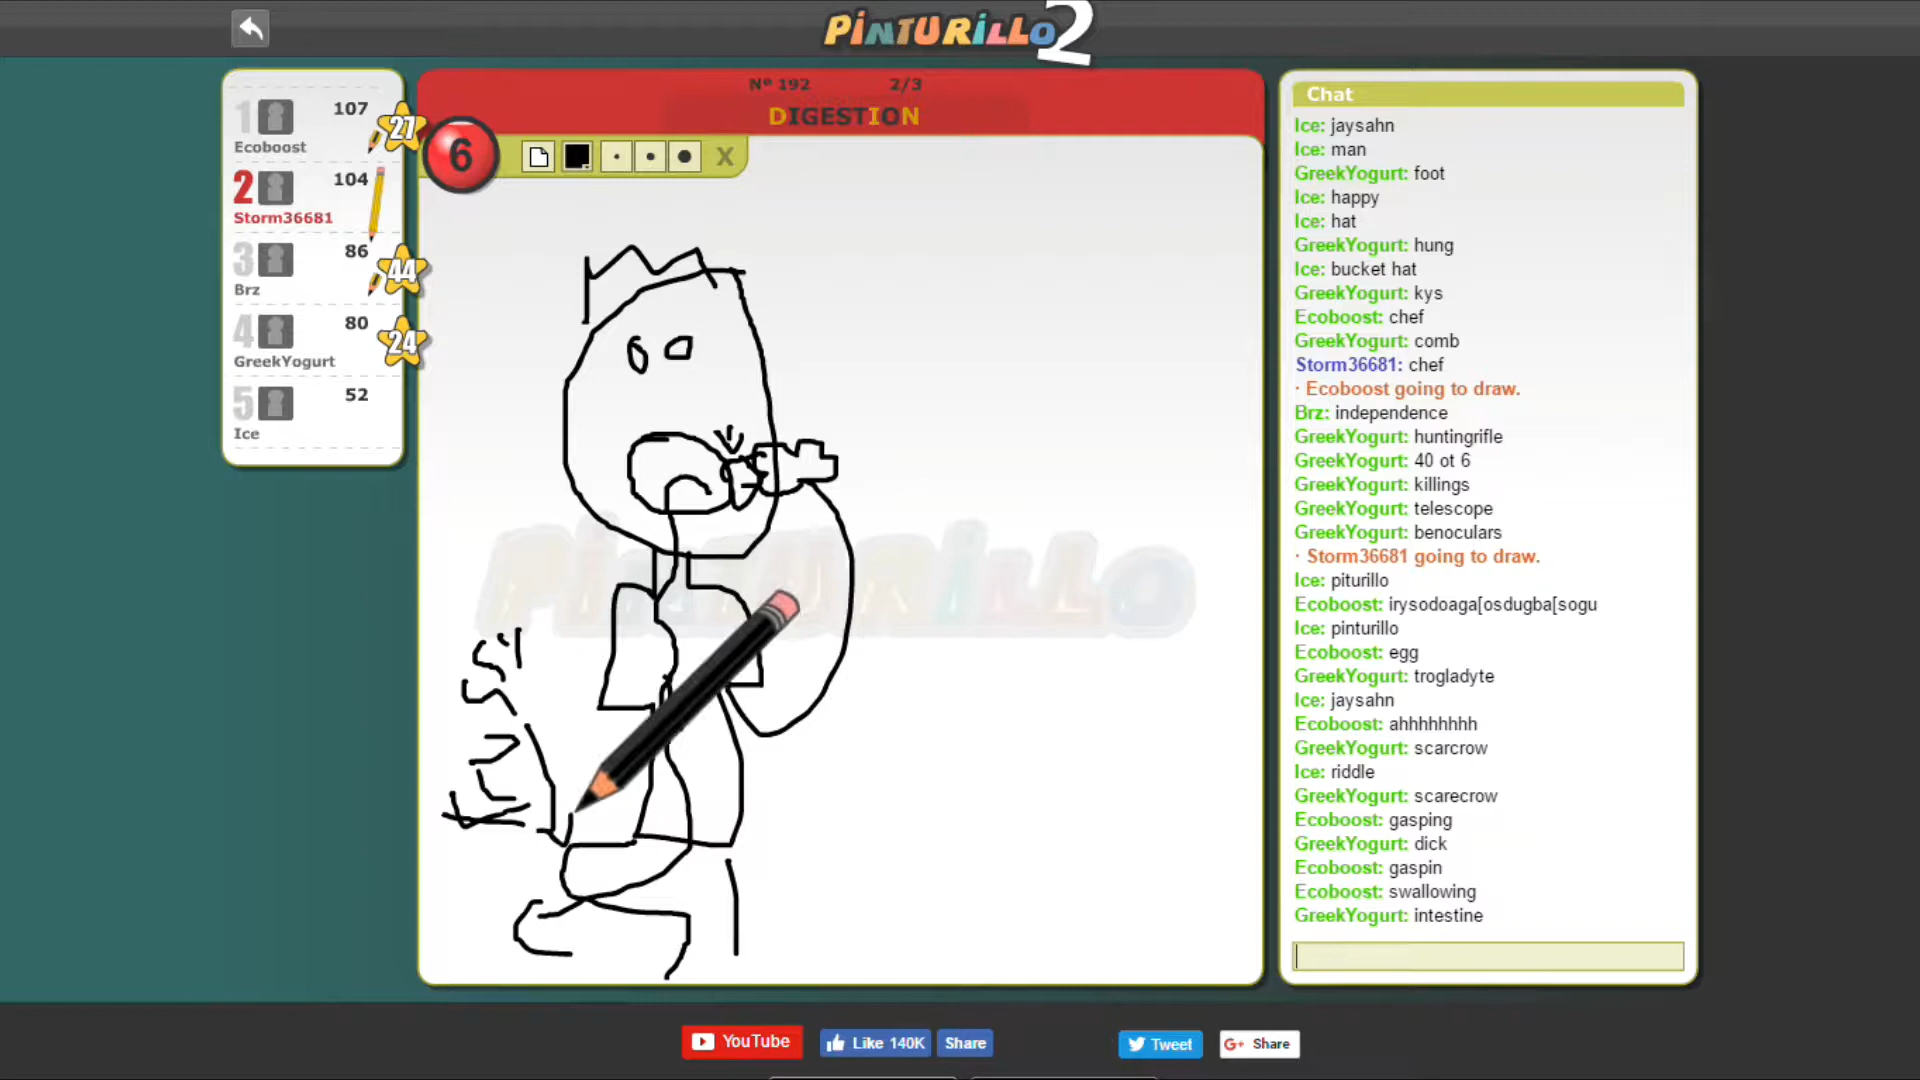 PINTURILLO 2
Nº 192 2/3
DIGESTION
6
X
1 107
27
Ecoboost
2 104
Storm36681
3 86
44
Brz
4 80
24
GreekYogurt
5 52
Ice
PINTURILLO
Chat
Ice: jaysahn
Ice: man
GreekYogurt: foot
Ice: happy
Ice: hat
GreekYogurt: hung
Ice: bucket hat
GreekYogurt: kys
Ecoboost: chef
GreekYogurt: comb
Storm36681: chef
· Ecoboost going to draw.
Brz: independence
GreekYogurt: huntingrifle
GreekYogurt: 40 ot 6
GreekYogurt: killings
GreekYogurt: telescope
GreekYogurt: benoculars
· Storm36681 going to draw.
Ice: piturillo
Ecoboost: irysodoaga[osdugba[sogu
Ice: pinturillo
Ecoboost: egg
GreekYogurt: trogladyte
Ice: jaysahn
Ecoboost: ahhhhhhhh
GreekYogurt: scarcrow
Ice: riddle
GreekYogurt: scarecrow
Ecoboost: gasping
GreekYogurt: dick
Ecoboost: gaspin
Ecoboost: swallowing
GreekYogurt: intestine
YouTube
Like 140K
Share
Tweet
G+ Share